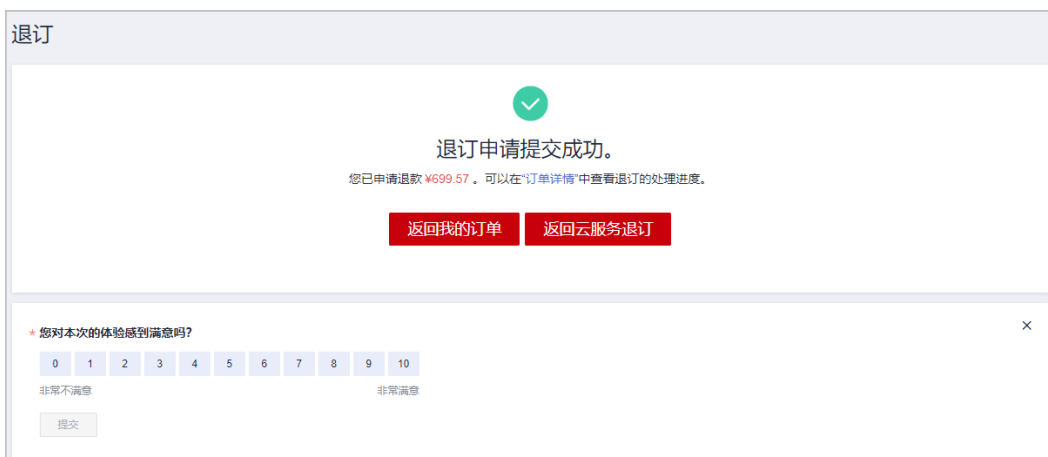 退订
退订申请提交成功。
您已申请退款 ¥699.57 。可以在“订单详情”中查看退订的处理进度。
返回我的订单 返回云服务退订
* 您对本次的体验感到满意吗?
0 1 2 3 4 5 6 7 8 9 10
非常不满意 非常满意
提交